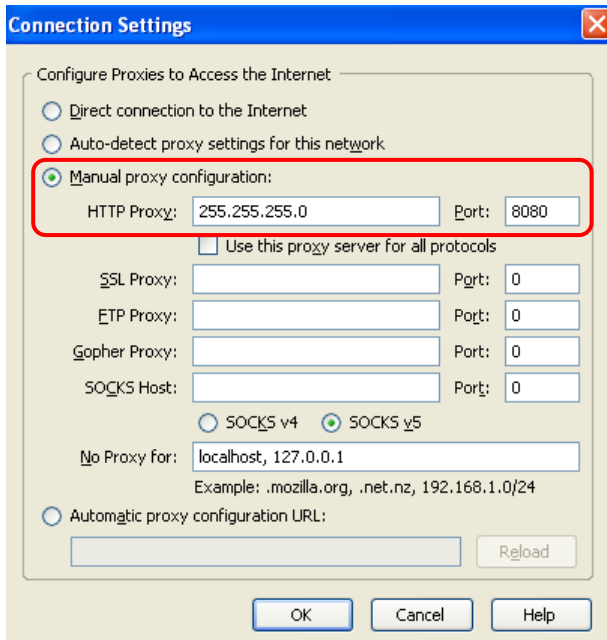 Connection Settings
Configure Proxies to Access the Internet
Direct connection to the Internet
Auto-detect proxy settings for this network
Manual proxy configuration:
HTTP Proxy: 255.255.255.0 Port: 8080
Use this proxy server for all protocols
SSL Proxy: Port: 0
FTP Proxy: Port: 0
Gopher Proxy: Port: 0
SOCKS Host: Port: 0
SOCKS v4 SOCKS v5
No Proxy for: localhost, 127.0.0.1
Example: .mozilla.org, .net.nz, 192.168.1.0/24
Automatic proxy configuration URL:
Reload
OK Cancel Help